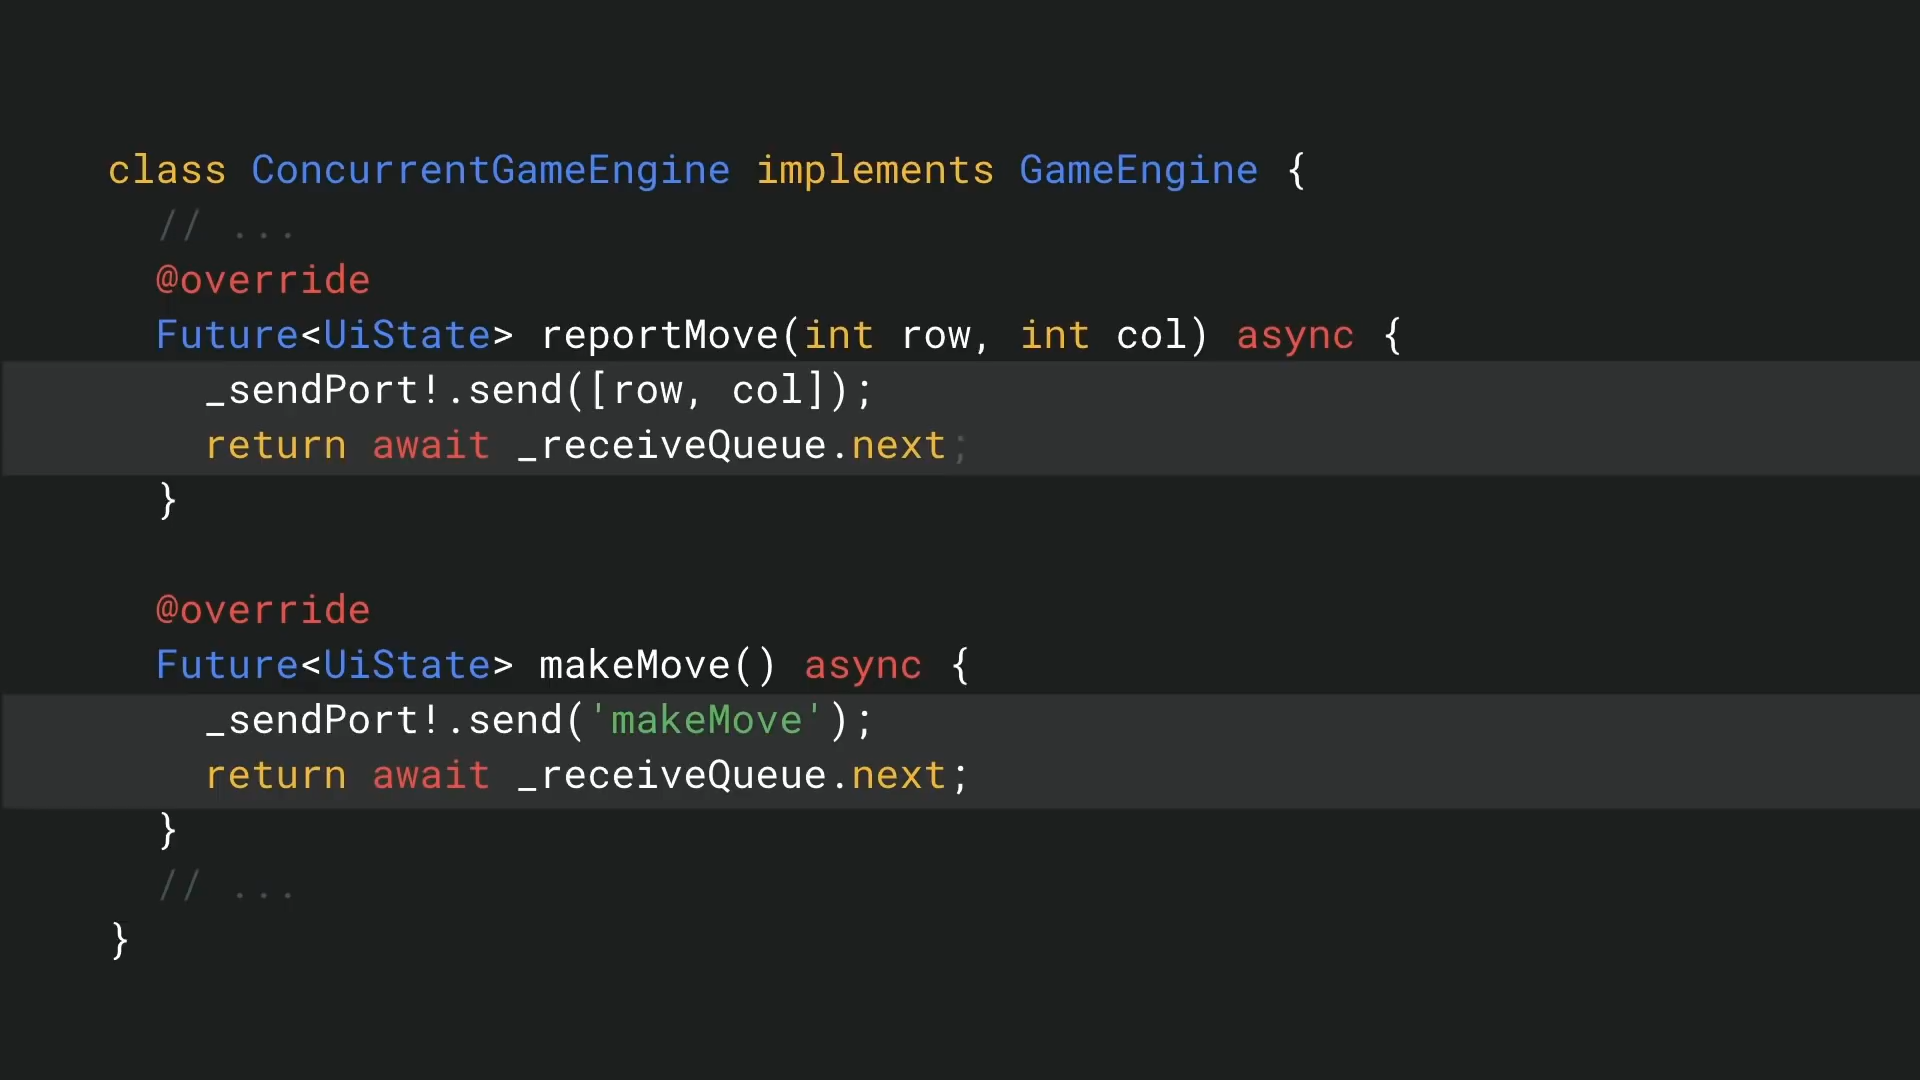 class ConcurrentGameEngine implements GameEngine {
// ...
@override
Future<UiState> reportMove(int row, int col) async {
_sendPort!.send([row, col]);
return await _receiveQueue.next;
}
@override
Future<UiState> makeMove() async {
_sendPort!.send('makeMove');
return await _receiveQueue.next;
}
// ...
}